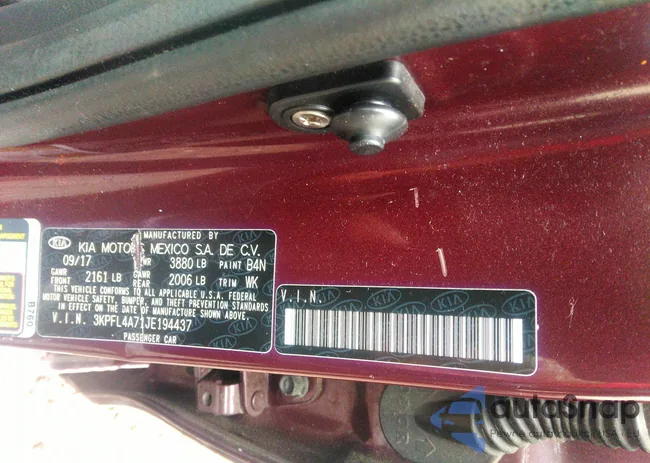 MANUFACTURED BY
KIA KIA MOTORS MEXICO S.A. DE C.V.
09/17 GVWR 3880 LB PAINT B4N
GAWR FRONT 2161 LB GAWR REAR 2006 LB TRIM WK
THIS VEHICLE CONFORMS TO ALL APPLICABLE U.S.A. FEDERAL
MOTOR VEHICLE SAFETY, BUMPER, AND THEFT PREVENTION STANDARDS
IN EFFECT ON THE DATE OF MANUFACTURE SHOWN ABOVE.
V.I.N. 3KPFL4A71JE194437
PASSENGER CAR
B760
V.I.N.
autoSnap